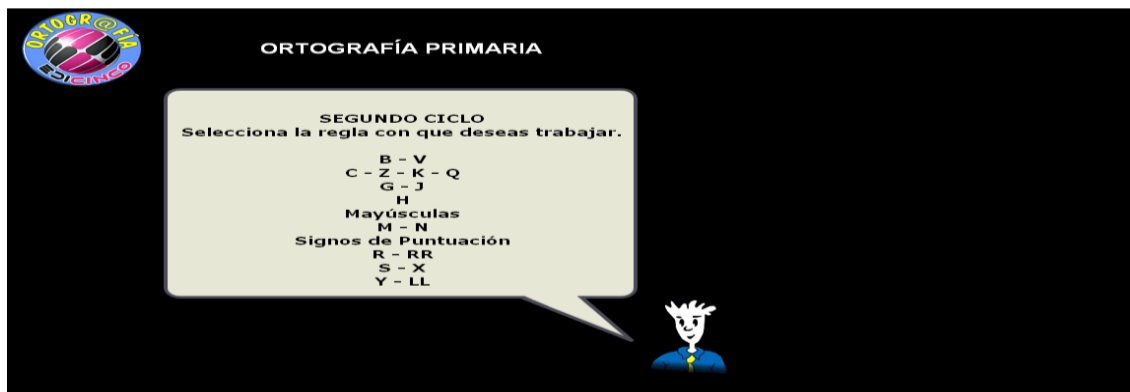 ORTOGR@FÍA
EDICINCO
ORTOGRAFÍA PRIMARIA
SEGUNDO CICLO
Selecciona la regla con que deseas trabajar.
B - V
C - Z - K - Q
G - J
H
Mayúsculas
M - N
Signos de Puntuación
R - RR
S - X
Y - LL